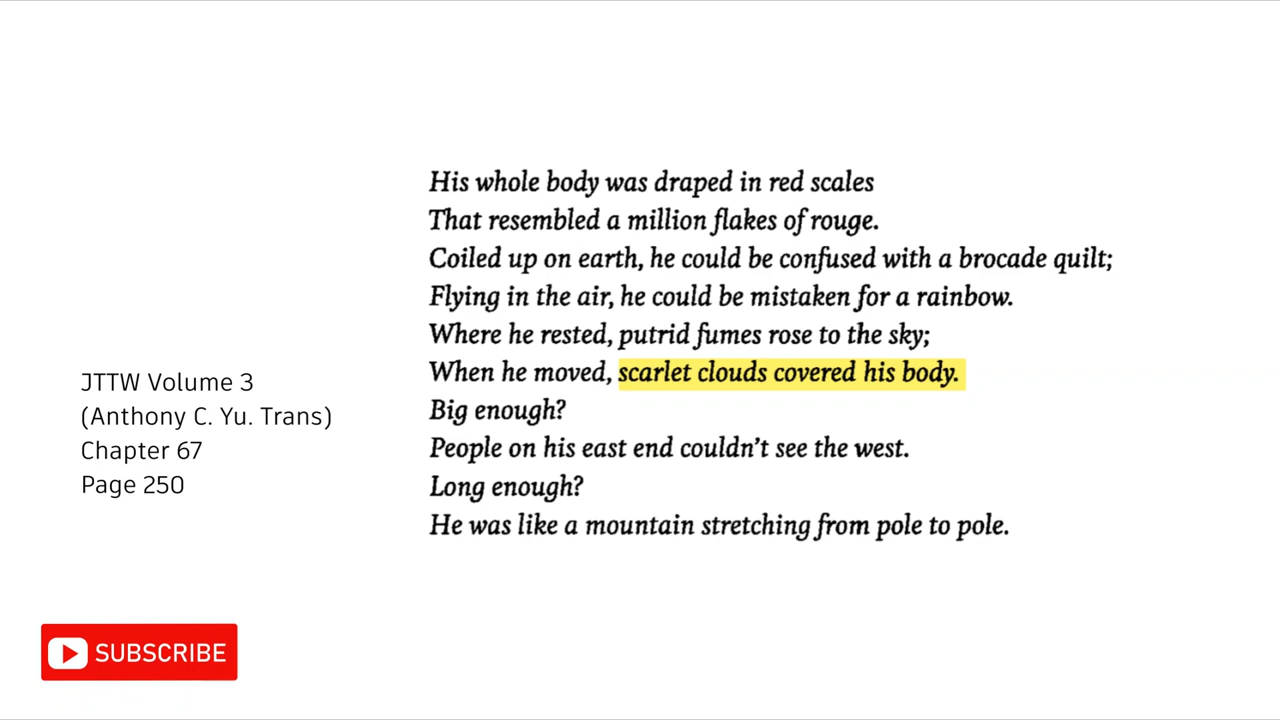 His whole body was draped in red scales
That resembled a million flakes of rouge.
Coiled up on earth, he could be confused with a brocade quilt;
Flying in the air, he could be mistaken for a rainbow.
Where he rested, putrid fumes rose to the sky;
When he moved, scarlet clouds covered his body.
Big enough?
People on his east end couldn't see the west.
Long enough?
He was like a mountain stretching from pole to pole.
JTTW Volume 3
(Anthony C. Yu. Trans)
Chapter 67
Page 250
SUBSCRIBE